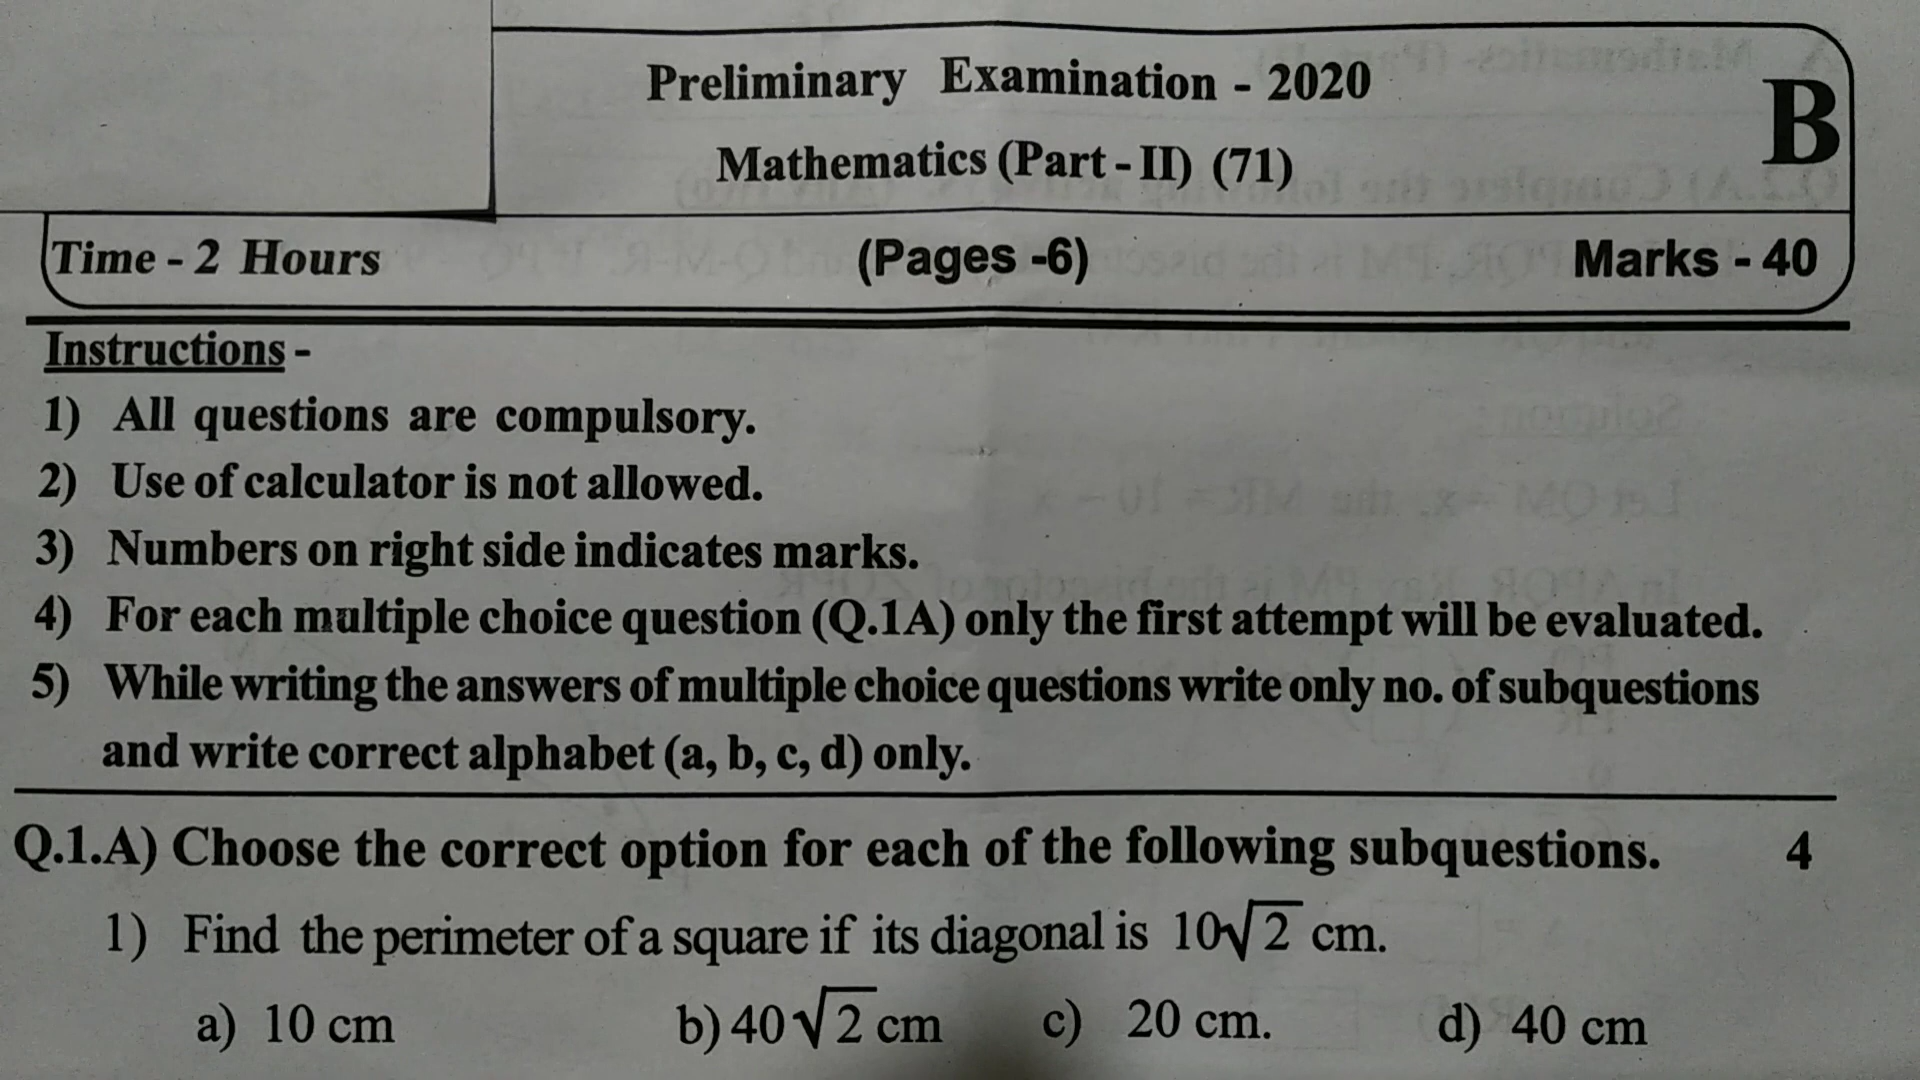 Preliminary Examination - 2020
B
Mathematics (Part - II) (71)
Time - 2 Hours (Pages -6) Marks - 40
Instructions -
1) All questions are compulsory.
2) Use of calculator is not allowed.
3) Numbers on right side indicates marks.
4) For each multiple choice question (Q.1A) only the first attempt will be evaluated.
5) While writing the answers of multiple choice questions write only no. of subquestions
and write correct alphabet (a, b, c, d) only.
Q.1.A) Choose the correct option for each of the following subquestions. 4
1) Find the perimeter of a square if its diagonal is 10√2 cm.
a) 10 cm b) 40√2 cm c) 20 cm. d) 40 cm